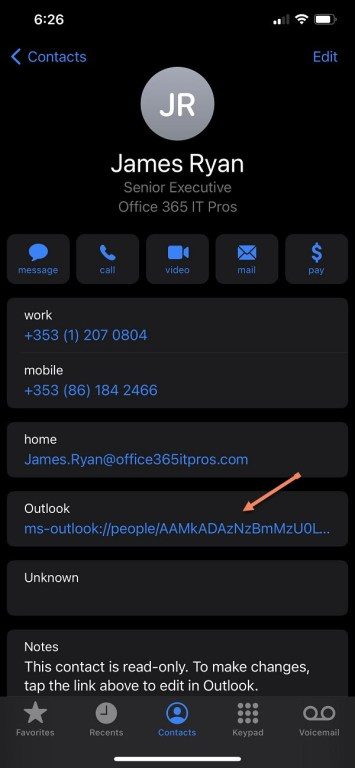 6:26
Contacts
Edit
JR
James Ryan
Senior Executive
Office 365 IT Pros
message call video mail pay
work
+353 (1) 207 0804
mobile
+353 (86) 184 2466
home
James.Ryan@office365itpros.com
Outlook
ms-outlook://people/AAMkADAzNzBmMzU0L...
Unknown
Notes
This contact is read-only. To make changes,
tap the link above to edit in Outlook.
Favorites Recents Contacts Keypad Voicemail